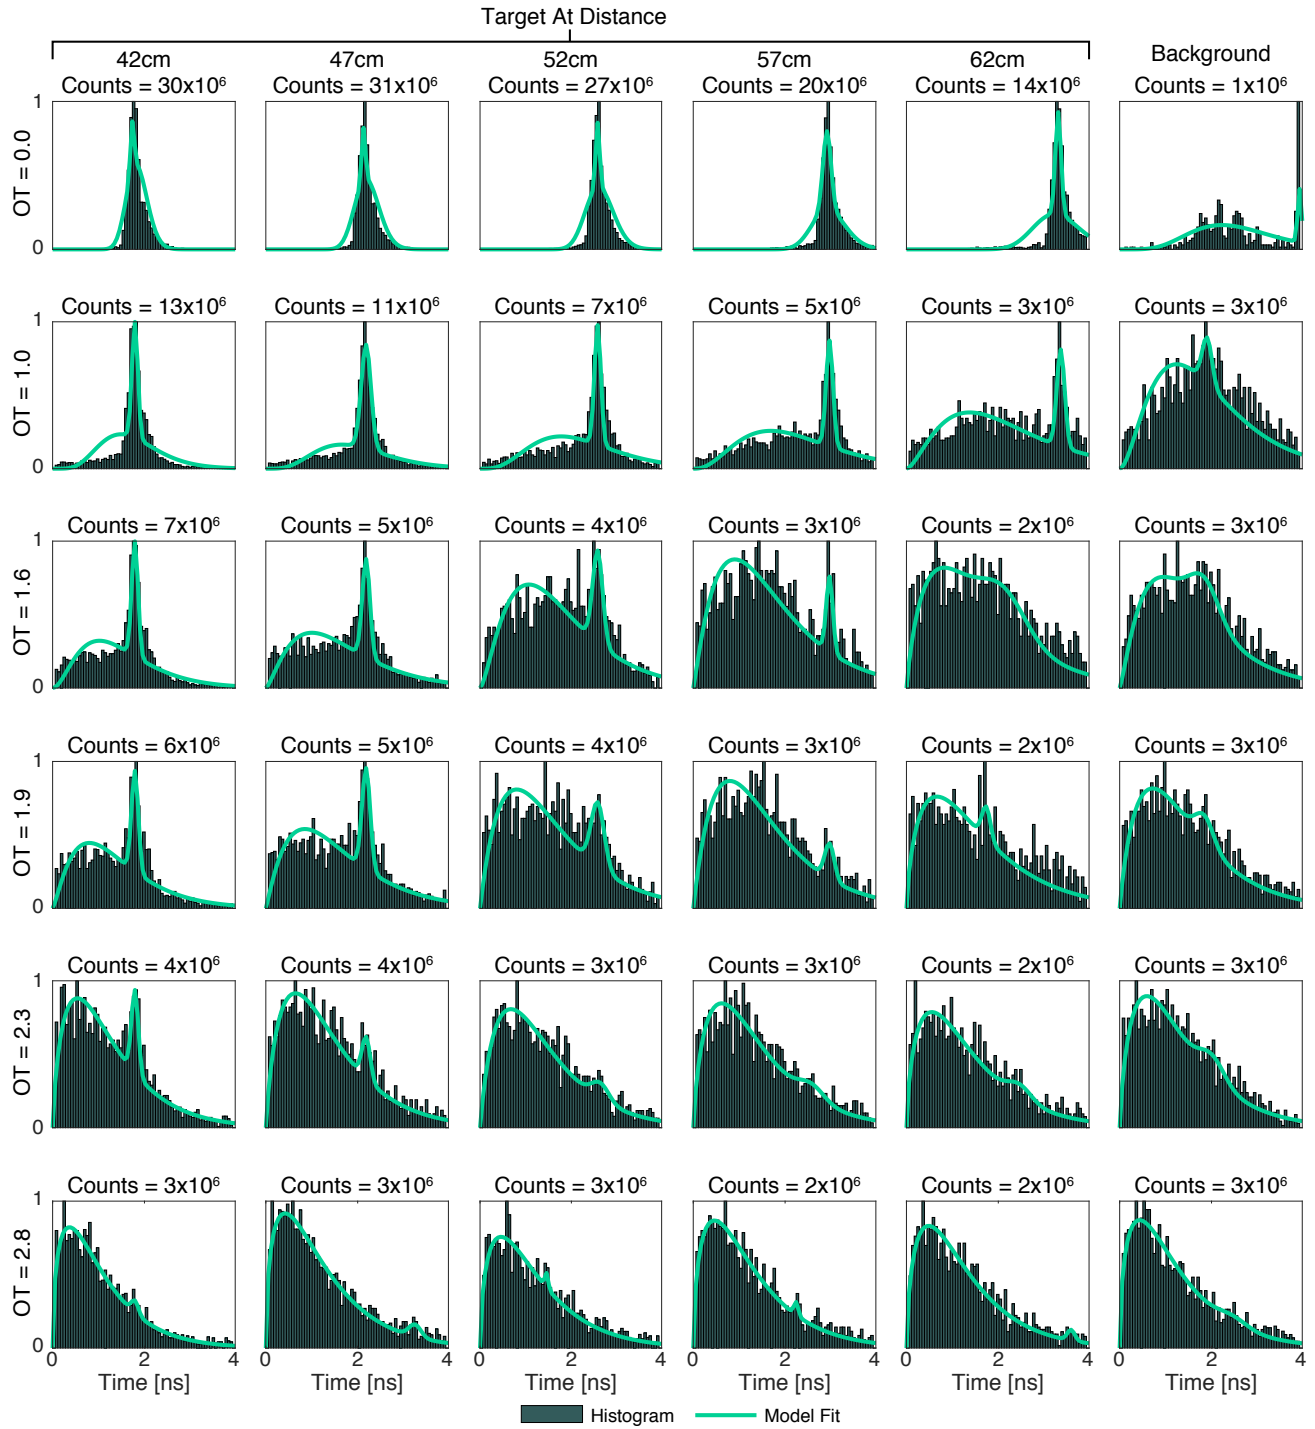 Target At Distance
42cm 47cm 52cm 57cm 62cm Background
Counts = 30x10⁶ Counts = 31x10⁶ Counts = 27x10⁶ Counts = 20x10⁶ Counts = 14x10⁶ Counts = 1x10⁶
1
OT = 0.0
0
Counts = 13x10⁶ Counts = 11x10⁶ Counts = 7x10⁶ Counts = 5x10⁶ Counts = 3x10⁶ Counts = 3x10⁶
1
OT = 1.0
0
Counts = 7x10⁶ Counts = 5x10⁶ Counts = 4x10⁶ Counts = 3x10⁶ Counts = 2x10⁶ Counts = 3x10⁶
1
OT = 1.6
0
Counts = 6x10⁶ Counts = 5x10⁶ Counts = 4x10⁶ Counts = 3x10⁶ Counts = 2x10⁶ Counts = 3x10⁶
1
OT = 1.9
0
Counts = 4x10⁶ Counts = 4x10⁶ Counts = 3x10⁶ Counts = 3x10⁶ Counts = 2x10⁶ Counts = 3x10⁶
1
OT = 2.3
0
Counts = 3x10⁶ Counts = 3x10⁶ Counts = 3x10⁶ Counts = 2x10⁶ Counts = 2x10⁶ Counts = 3x10⁶
1
OT = 2.8
0
0 2 4 0 2 4 0 2 4 0 2 4 0 2 4 0 2 4
Time [ns] Time [ns] Time [ns] Time [ns] Time [ns] Time [ns]
Histogram Model Fit